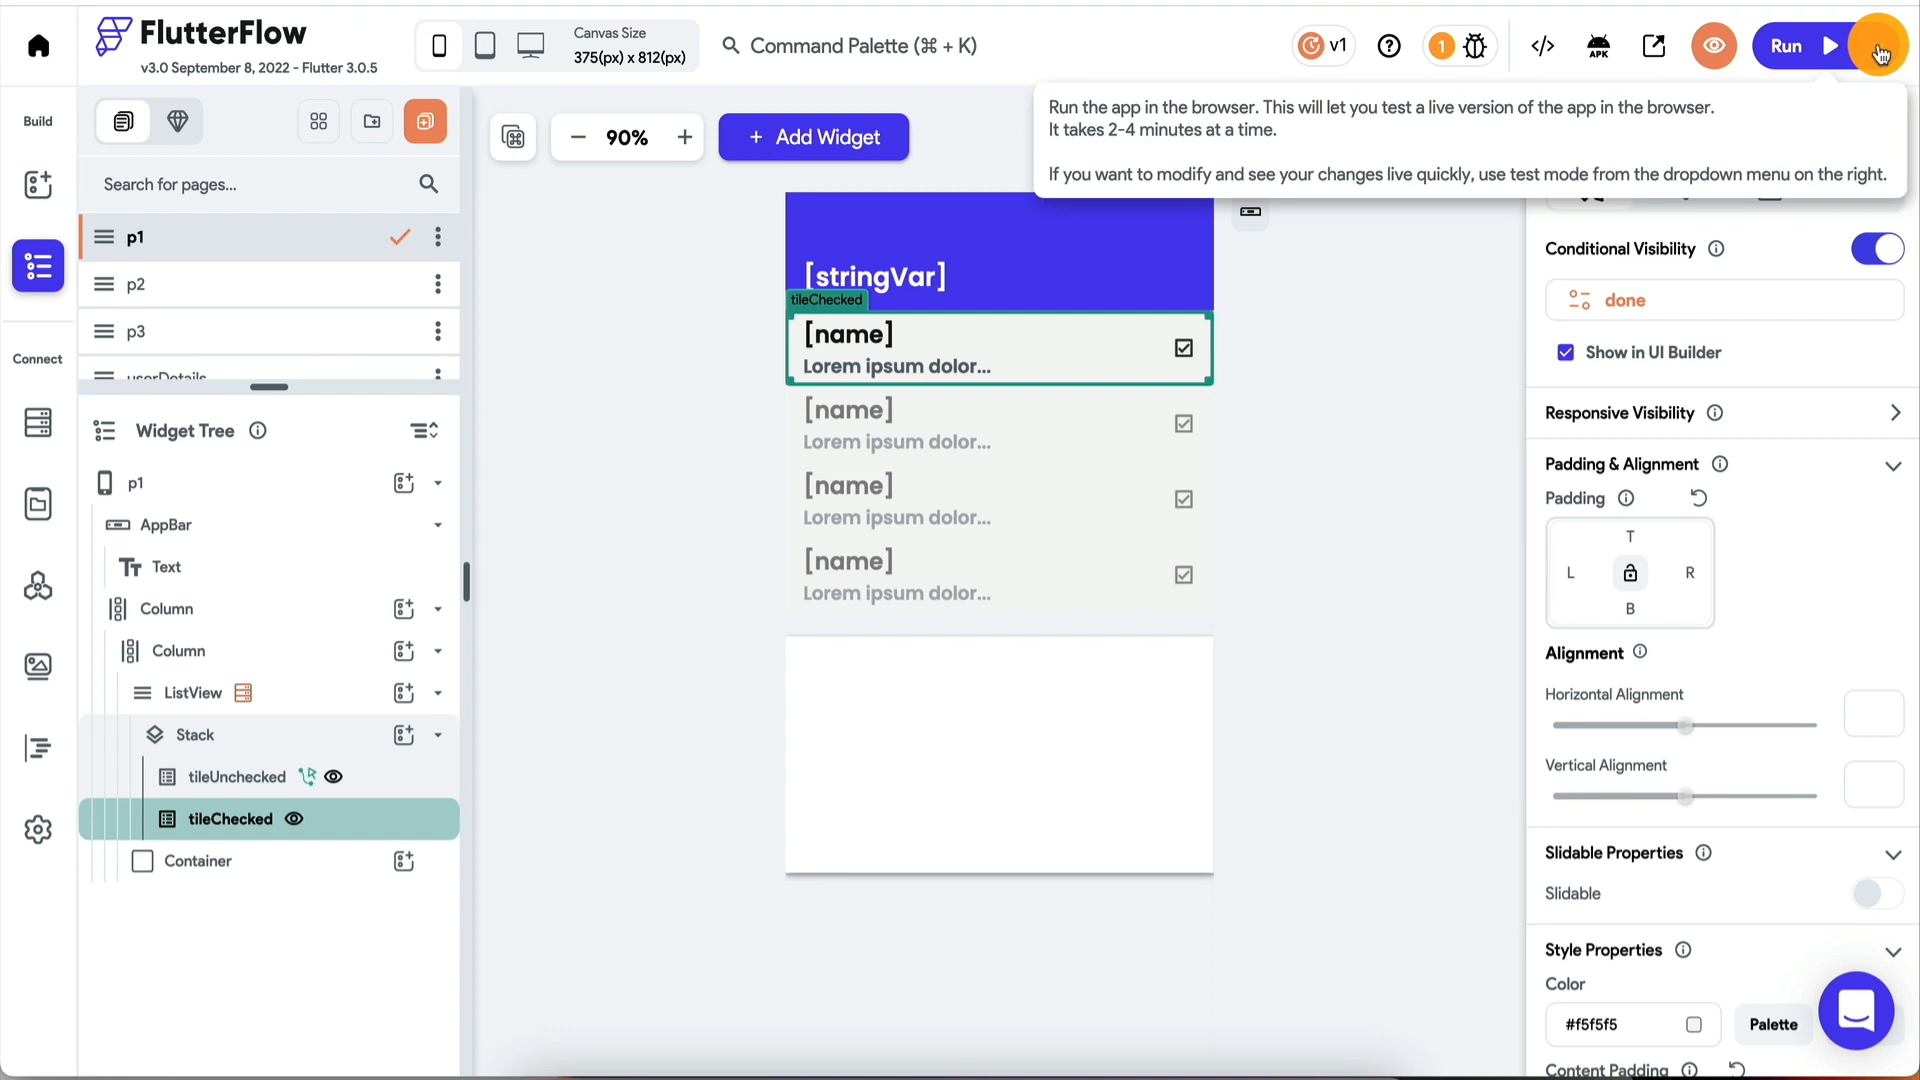 FlutterFlow
v3.0 September 8, 2022 - Flutter 3.0.5
Canvas Size
375(px) x 812(px)
Command Palette (⌘ + K)
v1
1
APK
Run
Run the app in the browser. This will let you test a live version of the app in the browser.
It takes 2-4 minutes at a time.
If you want to modify and see your changes live quickly, use test mode from the dropdown menu on the right.
Build
Connect
Search for pages...
p1
p2
p3
userDetails
Widget Tree
p1
AppBar
Tt Text
Column
Column
ListView
Stack
tileUnchecked
tileChecked
Container
90%
+ Add Widget
[stringVar]
tileChecked
[name]
Lorem ipsum dolor...
[name]
Lorem ipsum dolor...
[name]
Lorem ipsum dolor...
[name]
Lorem ipsum dolor...
Conditional Visibility
done
Show in UI Builder
Responsive Visibility
Padding & Alignment
Padding
T
L
R
B
Alignment
Horizontal Alignment
Vertical Alignment
Slidable Properties
Slidable
Style Properties
Color
#f5f5f5
Palette
Content Padding